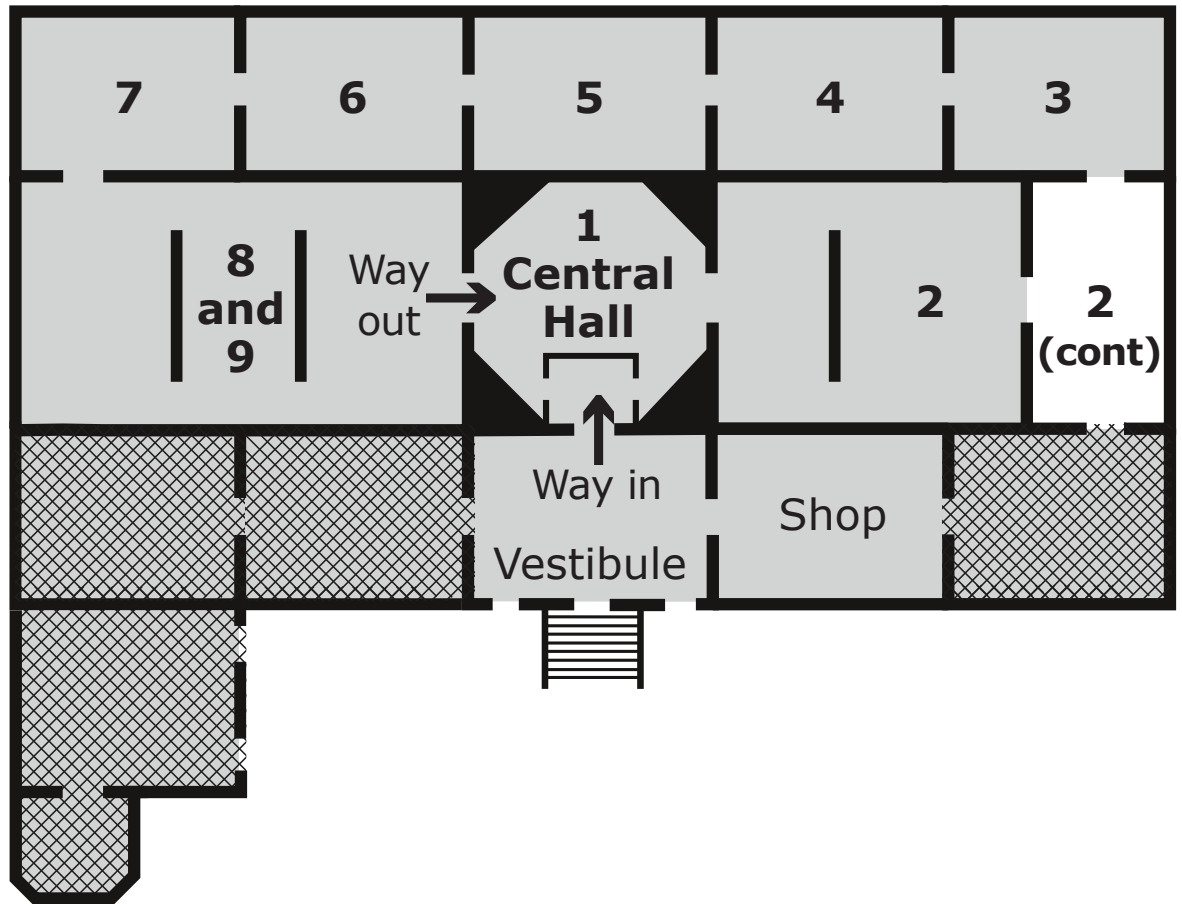 7
6
5
4
3
1
Central
Hall
8
and
9
Way
out
2
2
(cont)
Way in
Vestibule
Shop